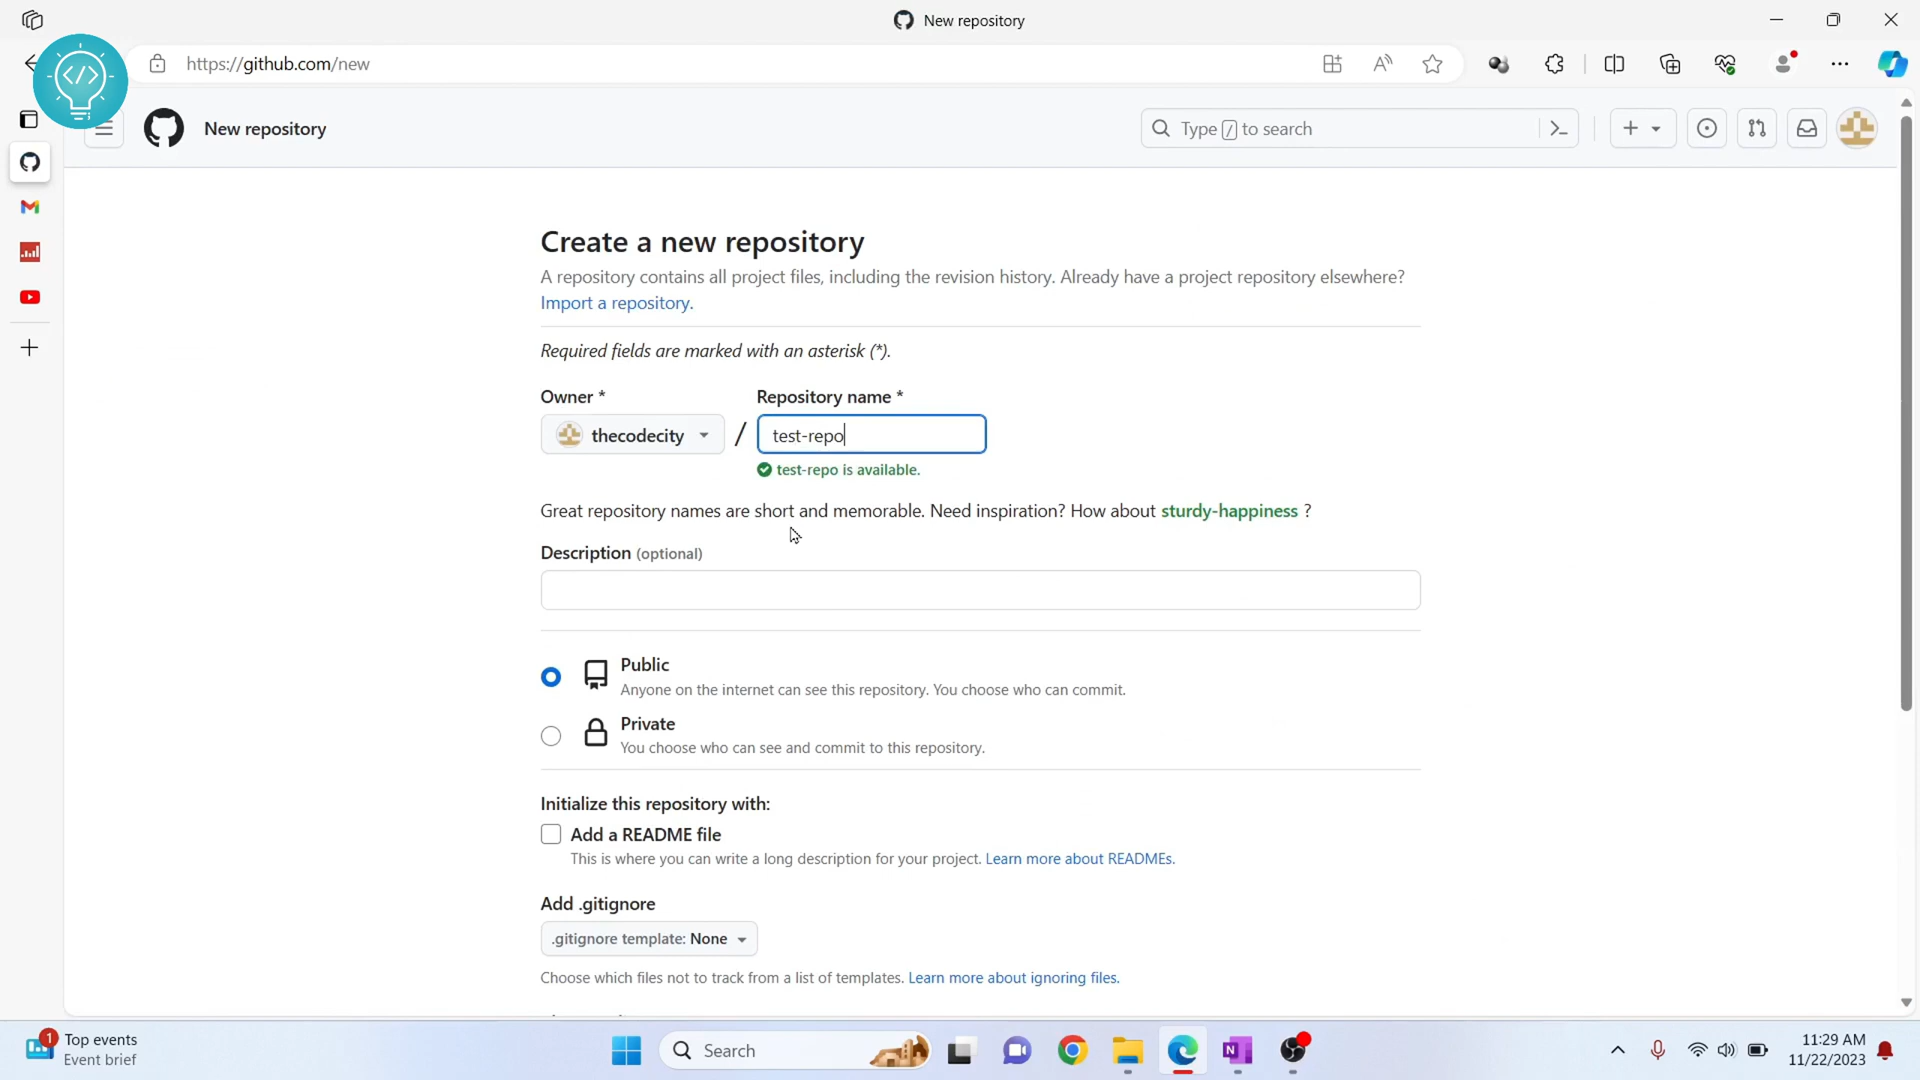 New repository
https://github.com/new
New repository
Type / to search
Create a new repository
A repository contains all project files, including the revision history. Already have a project repository elsewhere?
Import a repository.
Required fields are marked with an asterisk (*).
Owner *
Repository name *
thecodecity
/
test-repo
test-repo is available.
Great repository names are short and memorable. Need inspiration? How about sturdy-happiness ?
Description (optional)
Public
Anyone on the internet can see this repository. You choose who can commit.
Private
You choose who can see and commit to this repository.
Initialize this repository with:
Add a README file
This is where you can write a long description for your project. Learn more about READMEs.
Add .gitignore
.gitignore template: None
Choose which files not to track from a list of templates. Learn more about ignoring files.
1
Top events
Event brief
Search
11:29 AM
11/22/2023